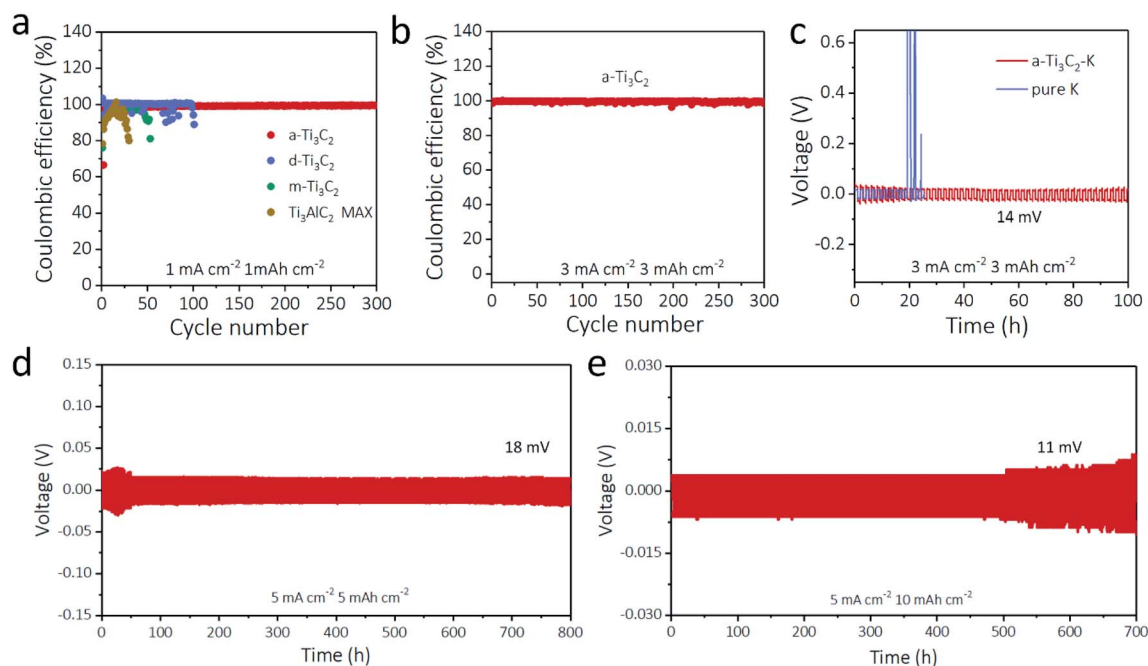 a
Coulombic efficiency (%)
140
120
100
80
60
40
20
0
a-Ti₃C₂
d-Ti₃C₂
m-Ti₃C₂
Ti₃AlC₂ MAX
1 mA cm⁻² 1mAh cm⁻²
0 50 100 150 200 250 300
Cycle number
b
Coulombic efficiency (%)
140
120
100
80
60
40
20
0
a-Ti₃C₂
3 mA cm⁻² 3 mAh cm⁻²
0 50 100 150 200 250 300
Cycle number
c
Voltage (V)
0.6
0.4
0.2
0.0
-0.2
a-Ti₃C₂-K
pure K
14 mV
3 mA cm⁻² 3 mAh cm⁻²
0 20 40 60 80 100
Time (h)
d
Voltage (V)
0.15
0.10
0.05
0.00
-0.05
-0.10
-0.15
18 mV
5 mA cm⁻² 5 mAh cm⁻²
0 100 200 300 400 500 600 700 800
Time (h)
e
Voltage (V)
0.030
0.015
0.000
-0.015
-0.030
11 mV
5 mA cm⁻² 10 mAh cm⁻²
0 100 200 300 400 500 600 700
Time (h)